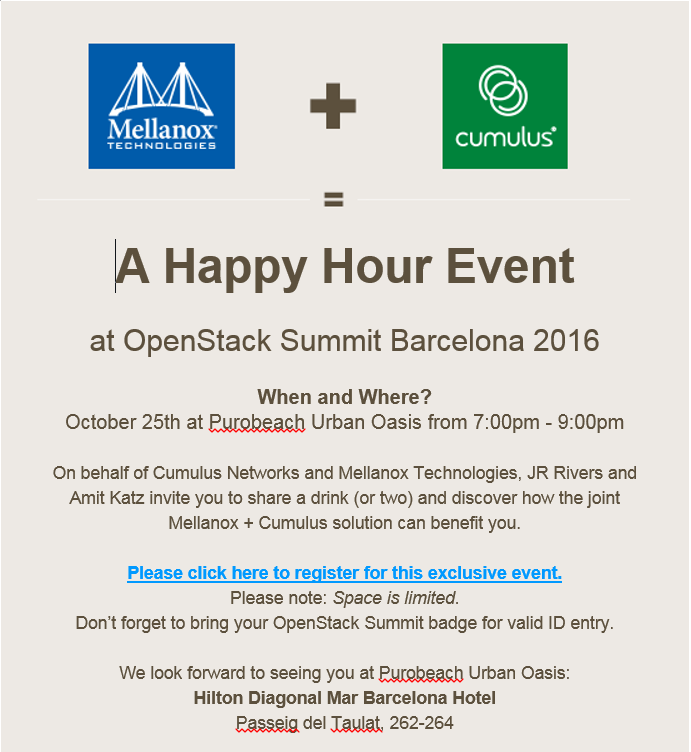 Mellanox®
TECHNOLOGIES
+
cumulus®
=
A Happy Hour Event
at OpenStack Summit Barcelona 2016
When and Where?
October 25th at Purobeach Urban Oasis from 7:00pm - 9:00pm
On behalf of Cumulus Networks and Mellanox Technologies, JR Rivers and
Amit Katz invite you to share a drink (or two) and discover how the joint
Mellanox + Cumulus solution can benefit you.
Please click here to register for this exclusive event.
Please note: Space is limited.
Don’t forget to bring your OpenStack Summit badge for valid ID entry.
We look forward to seeing you at Purobeach Urban Oasis:
Hilton Diagonal Mar Barcelona Hotel
Passeig del Taulat, 262-264